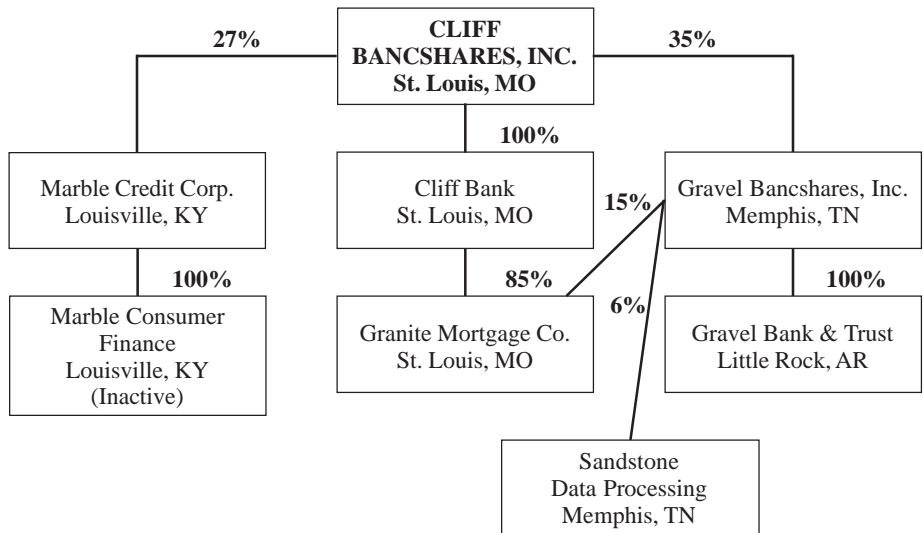 27%
CLIFF
BANCSHARES, INC.
St. Louis, MO
35%
100%
Marble Credit Corp.
Louisville, KY
Cliff Bank
St. Louis, MO
15%
Gravel Bancshares, Inc.
Memphis, TN
100%
85%
6%
100%
Marble Consumer
Finance
Louisville, KY
(Inactive)
Granite Mortgage Co.
St. Louis, MO
Gravel Bank & Trust
Little Rock, AR
Sandstone
Data Processing
Memphis, TN